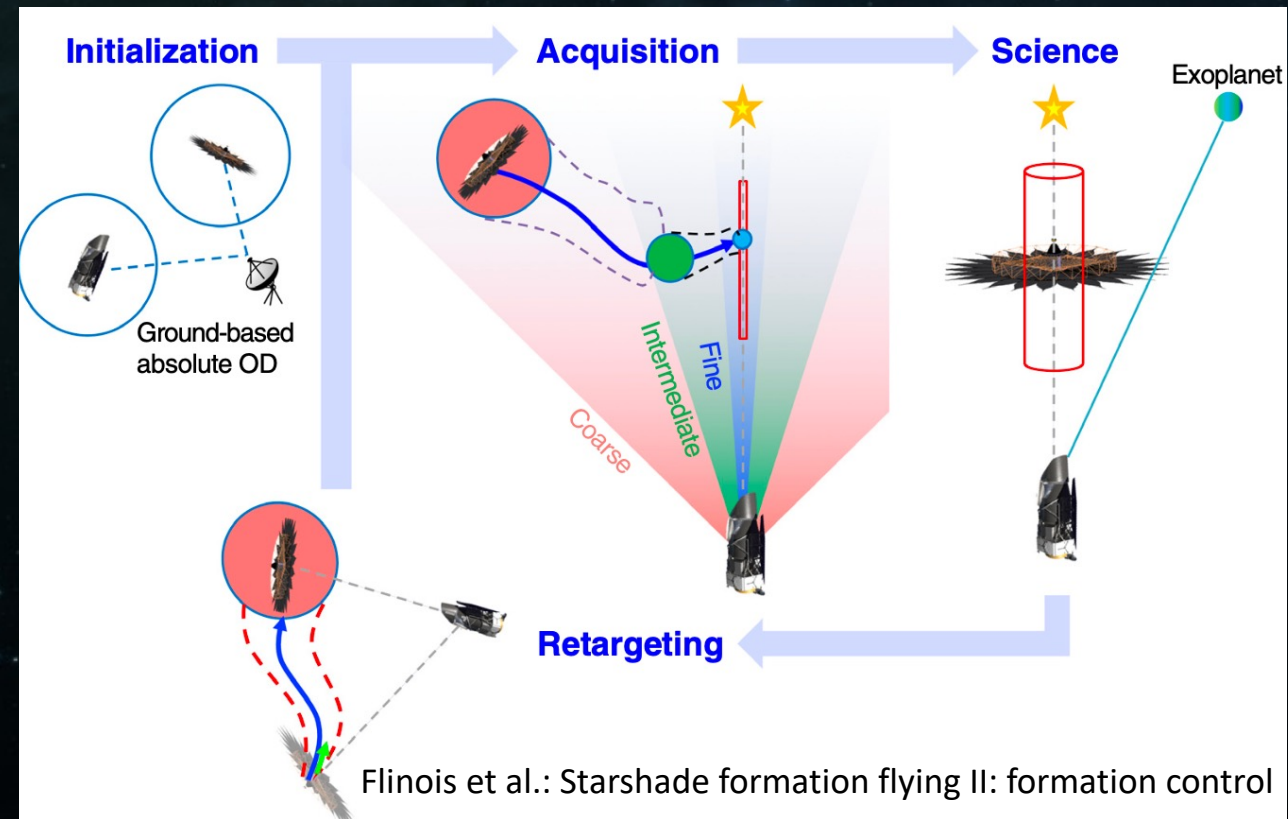 Initialization
Acquisition
Science
Exoplanet
Ground-based
absolute OD
Coarse
Intermediate
Fine
Retargeting
Flinois et al.: Starshade formation flying II: formation control